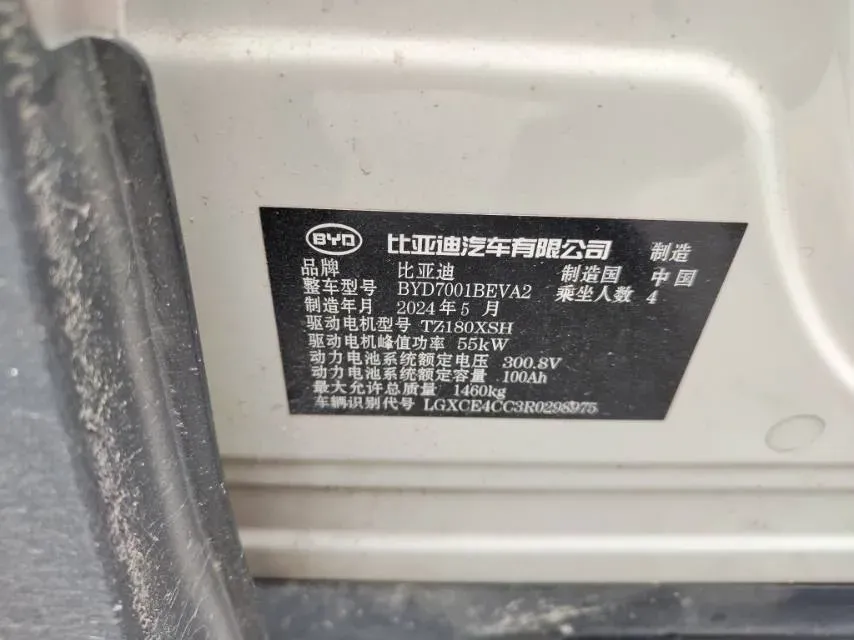 BYD 比亚迪汽车有限公司 制造
品牌 比亚迪 制造国 中国
整车型号 BYD7001BEVA2 乘坐人数 4
制造年月 2024年5月
驱动电机型号 TZ180XSH
驱动电机峰值功率 55kW
动力电池系统额定电压 300.8V
动力电池系统额定容量 100Ah
最大允许总质量 1460kg
车辆识别代号 LGXCE4CC3R0298975